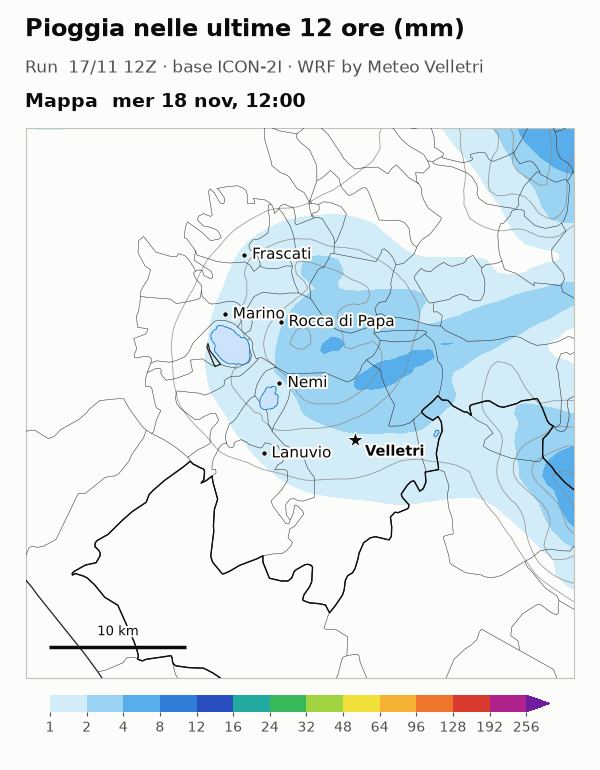 Pioggia nelle ultime 12 ore (mm)
Run  17/11 12Z · base ICON-2I · WRF by Meteo Velletri
Mappa  mer 18 nov, 12:00
Frascati
Marino
Rocca di Papa
Nemi
Velletri
Lanuvio
10 km
1 2 4 8 12 16 24 32 48 64 96 128 192 256